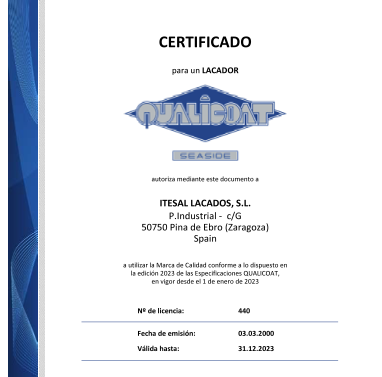 CERTIFICADO
para un LACADOR
QUALICOAT
SEASIDE
autoriza mediante este documento a
ITESAL LACADOS, S.L.
P.Industrial - c/G
50750 Pina de Ebro (Zaragoza)
Spain
a utilizar la Marca de Calidad conforme a lo dispuesto en
la edición 2023 de las Especificaciones QUALICOAT,
en vigor desde el 1 de enero de 2023
Nº de licencia: 440
Fecha de emisión: 03.03.2000
Válida hasta: 31.12.2023